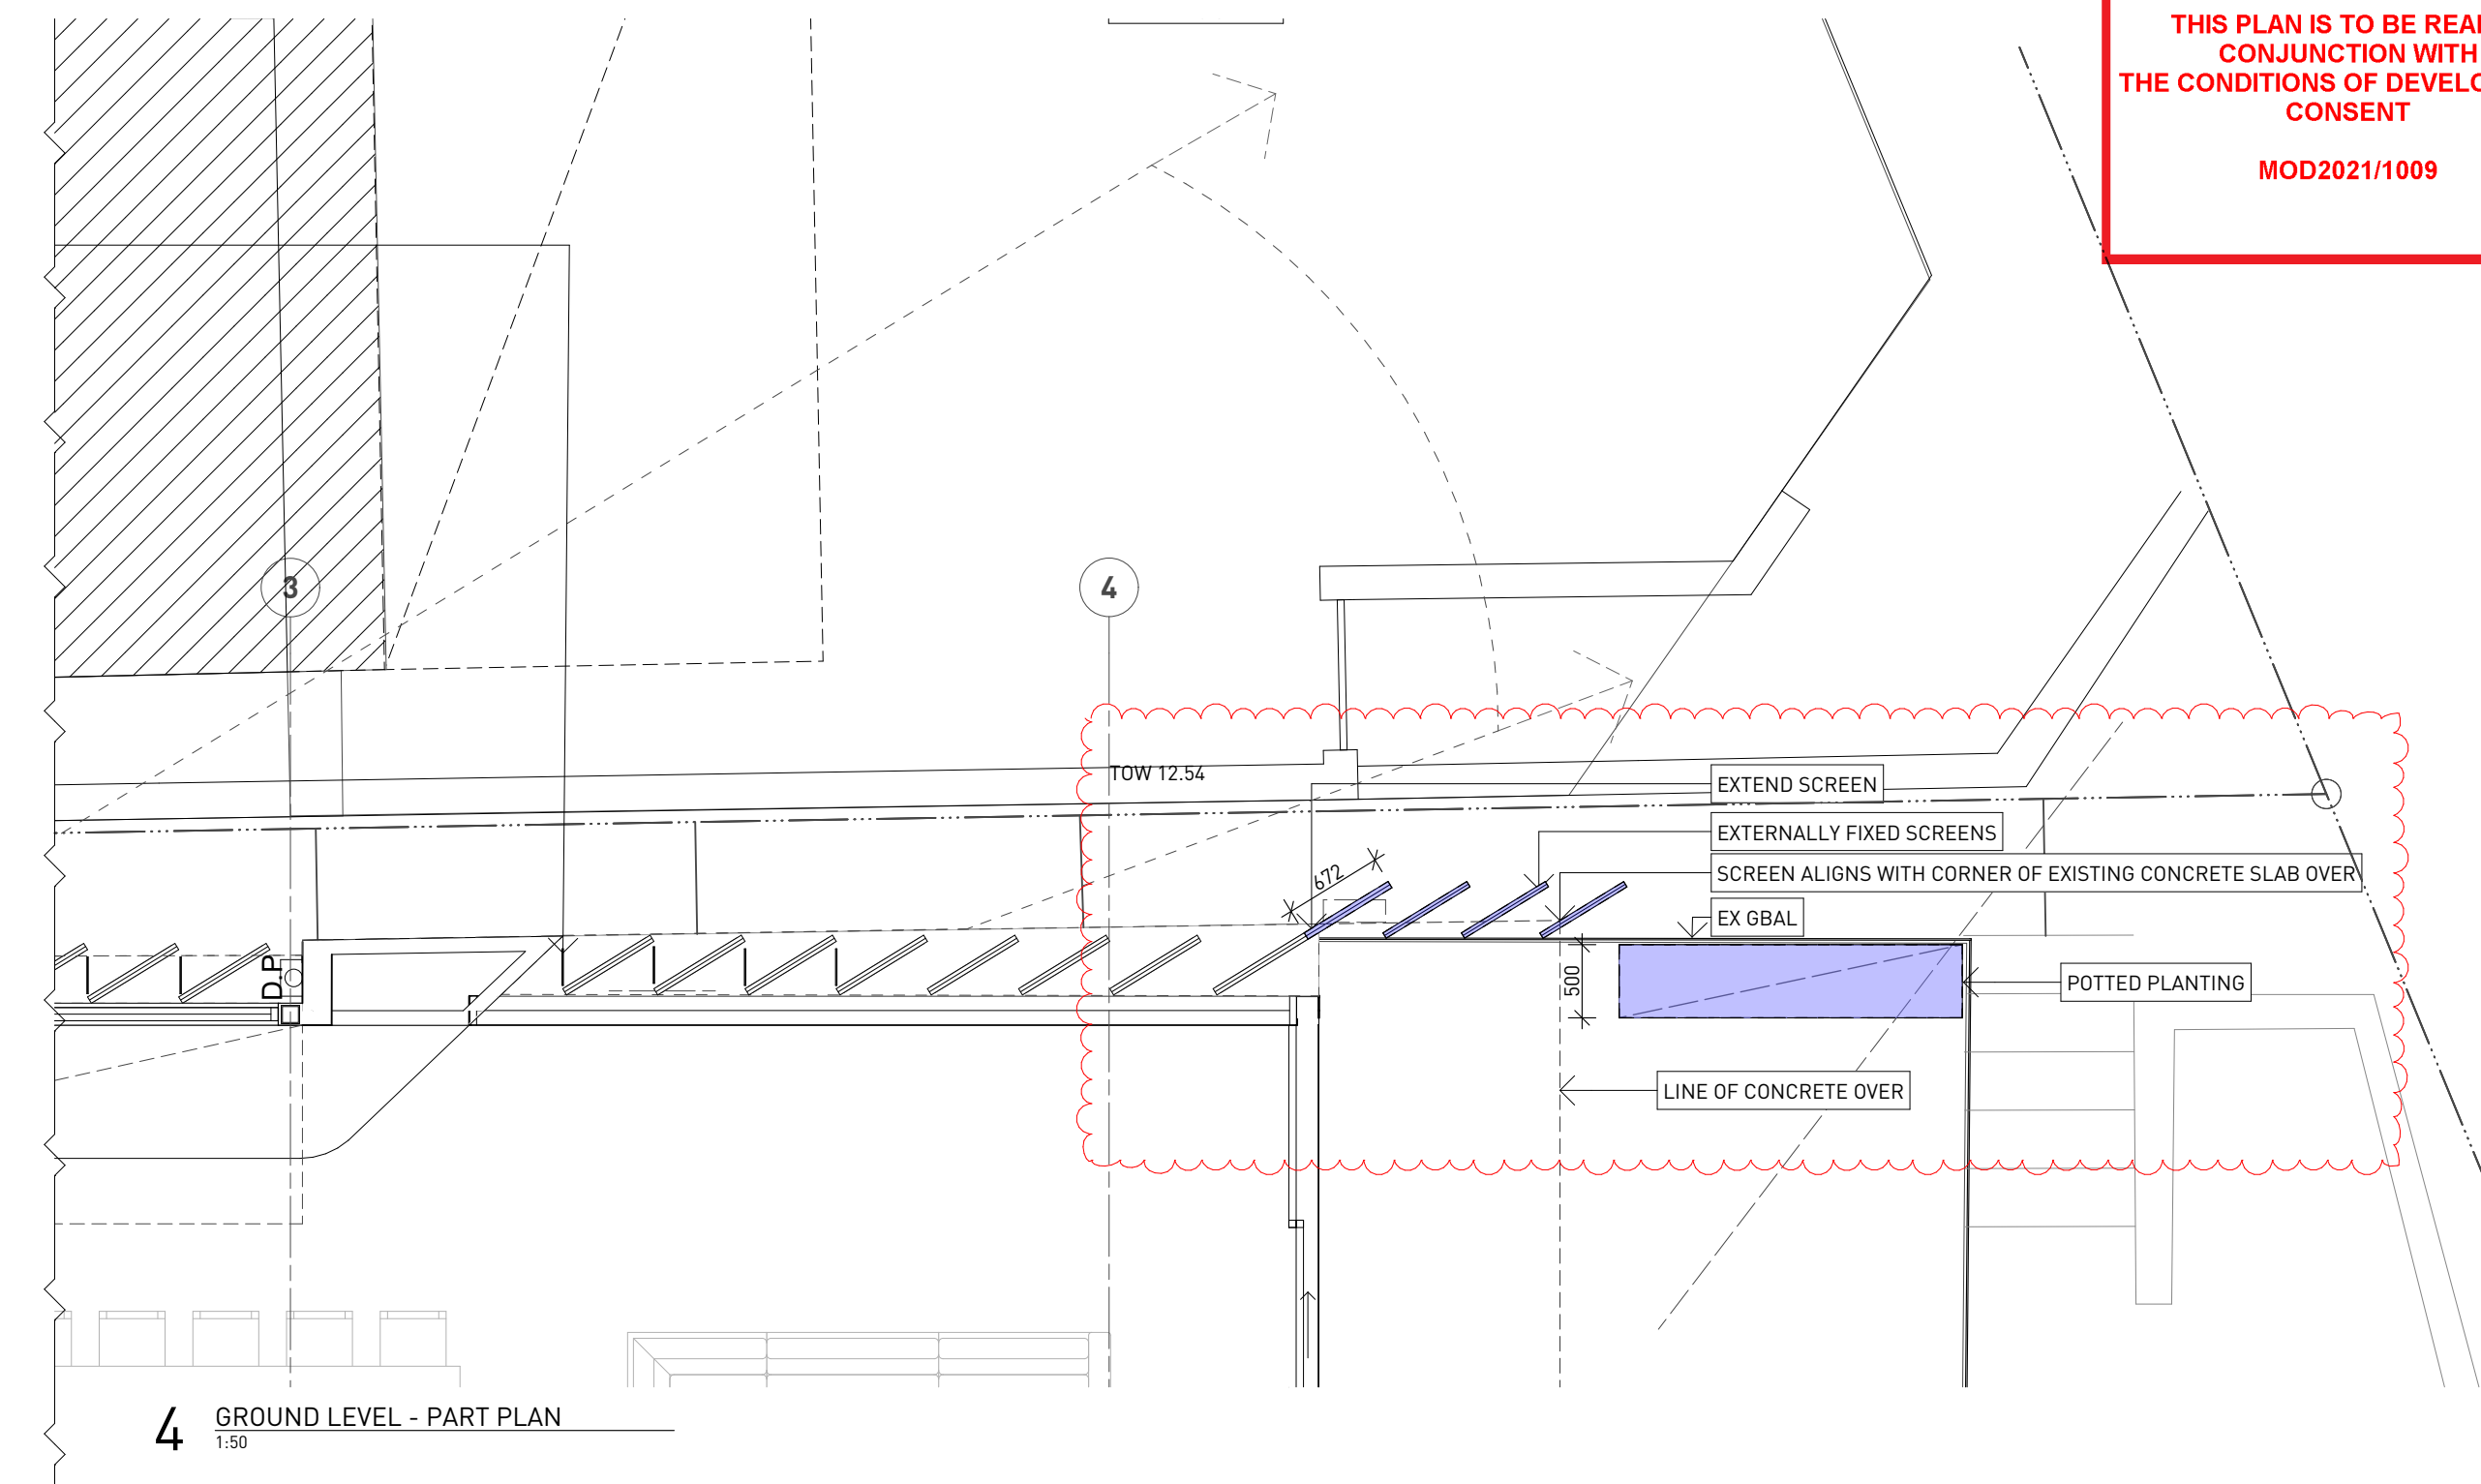 THIS PLAN IS TO BE READ
CONJUNCTION WITH
THE CONDITIONS OF
CONSENT
MOD2021/1009
3
4
TOW 12.54
EXTEND SCREEN
EXTERNALLY FIXED SCREENS
672
SCREEN ALIGNS WITH CORNER OF EXISTING CONCRETE SLAB OVER
EX GBAL
D.P
500
POTTED PLANTING
LINE OF CONCRETE OVER
4 GROUND LEVEL - PART PLAN
1:50